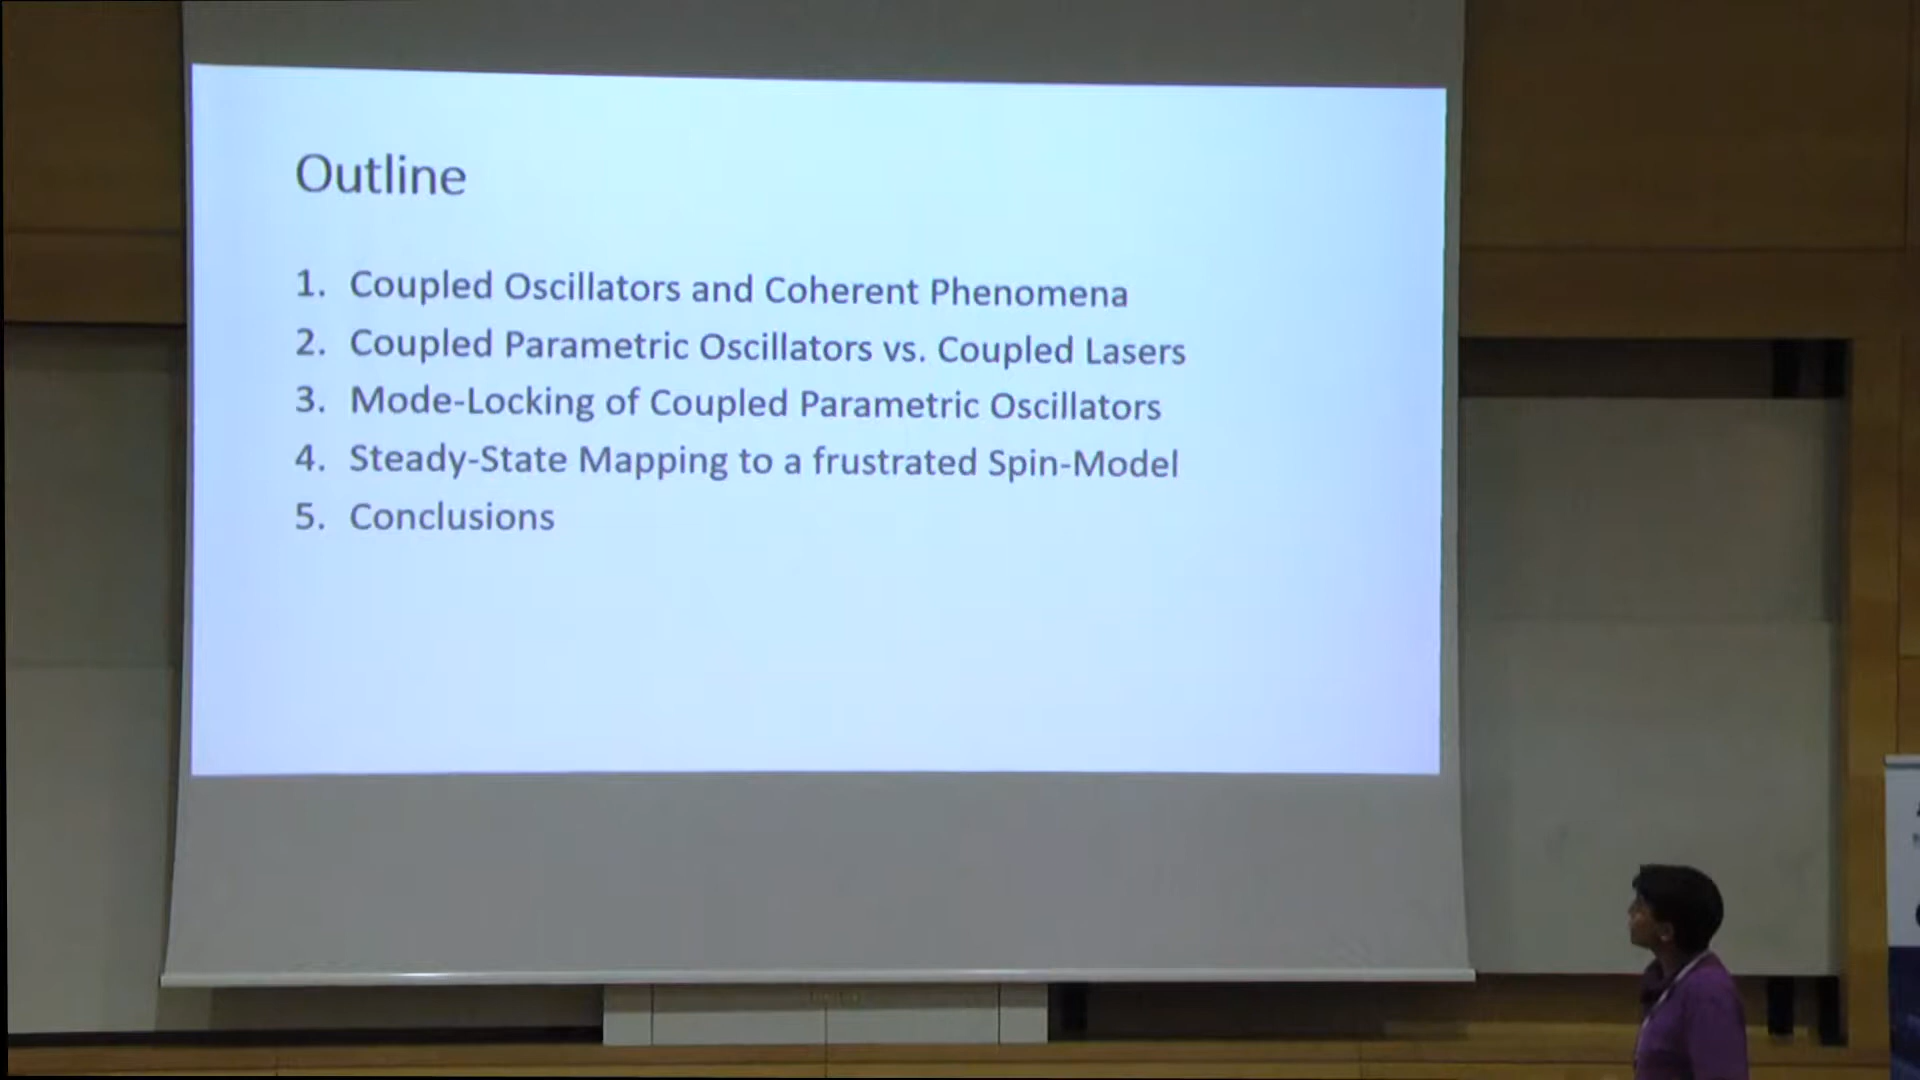 Outline
1. Coupled Oscillators and Coherent Phenomena
2. Coupled Parametric Oscillators vs. Coupled Lasers
3. Mode-Locking of Coupled Parametric Oscillators
4. Steady-State Mapping to a frustrated Spin-Model
5. Conclusions